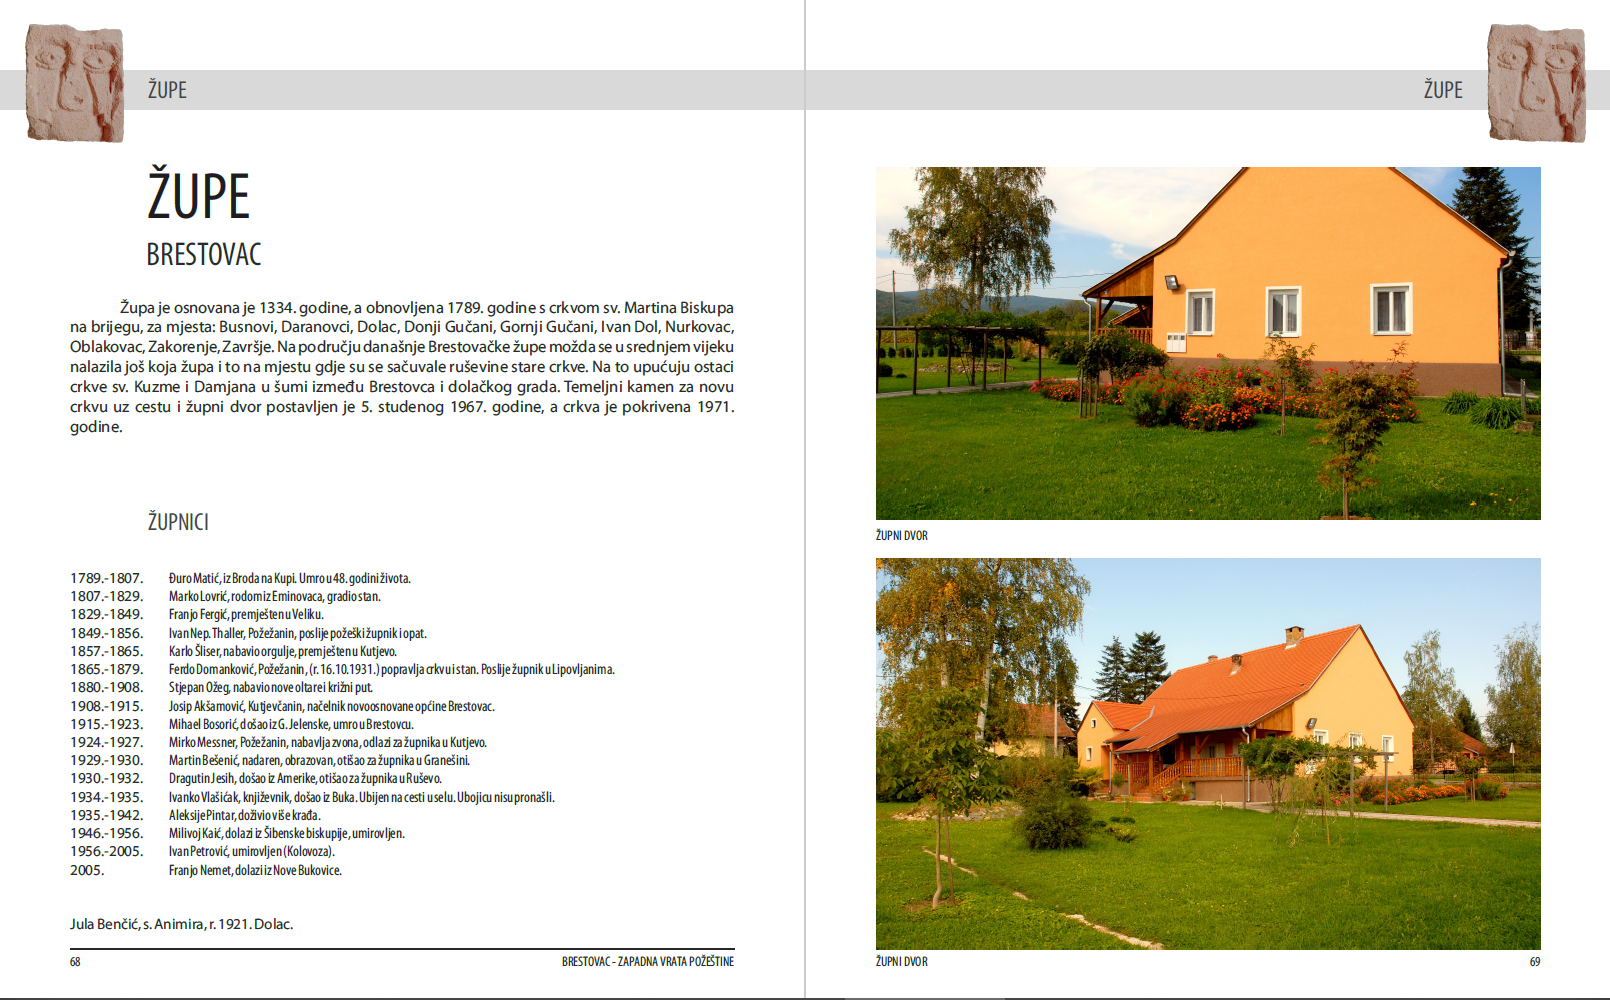 ŽUPE
ŽUPE
BRESTOVAC
Župa je osnovana je 1334. godine, a obnovljena 1789. godine s crkvom sv. Martina Biskupa
na brijegu, za mjesta: Busnovi, Daranovci, Dolac, Donji Gučani, Gornji Gučani, Ivan Dol, Nurkovac,
Oblakovac, Zakorenje, Završje. Na području današnje Brestovačke župe možda se u srednjem vijeku
nalazila još koja župa i to na mjestu gdje su se sačuvale ruševine stare crkve. Na to upućuju ostaci
crkve sv. Kuzme i Damjana u šumi između Brestovca i dolačkog grada. Temeljni kamen za novu
crkvu uz cestu i župni dvor postavljen je 5. studenog 1967. godine, a crkva je pokrivena 1971.
godine.
ŽUPNICI
1789.-1807. Đuro Matić, iz Broda na Kupi. Umro u 48. godini života.
1807.-1829. Marko Lovrić, rodom iz Eminovaca, gradio stan.
1829.-1849. Franjo Fergić, premješten u Veliku.
1849.-1856. Ivan Nep. Thaller, Požežanin, poslije požeški župnik i opat.
1857.-1865. Karlo Šliser, nabavio orgulje, premješten u Kutjevo.
1865.-1879. Ferdo Domanković, Požežanin, (r. 16.10.1931.) popravlja crkvu i stan. Poslije župnik u Lipovljanima.
1880.-1908. Stjepan Ožeg, nabavio nove oltare i križni put.
1908.-1915. Josip Akšamović, Kutjevčanin, načelnik novoosnovane općine Brestovac.
1915.-1923. Mihael Bosorić, došao iz G. Jelenske, umro u Brestovcu.
1924.-1927. Mirko Messner, Požežanin, nabavlja zvona, odlazi za župnika u Kutjevo.
1929.-1930. Martin Bešenić, nadaren, obrazovan, otišao za župnika u Granešini.
1930.-1932. Dragutin Jesih, došao iz Amerike, otišao za župnika u Ruševo.
1934.-1935. Ivanko Vlašićak, književnik, došao iz Buka. Ubijen na cesti u selu. Ubojicu nisu pronašli.
1935.-1942. Aleksije Pintar, doživio više krađa.
1946.-1956. Milivoj Kaić, dolazi iz Šibenske biskupije, umirovljen.
1956.-2005. Ivan Petrović, umirovljen (Kolovoza).
2005. Franjo Nemet, dolazi iz Nove Bukovice.
Jula Benčić, s. Animira, r. 1921. Dolac.
68 BRESTOVAC - ZAPADNA VRATA POŽEŠTINE
ŽUPE
ŽUPNI DVOR
ŽUPNI DVOR 69